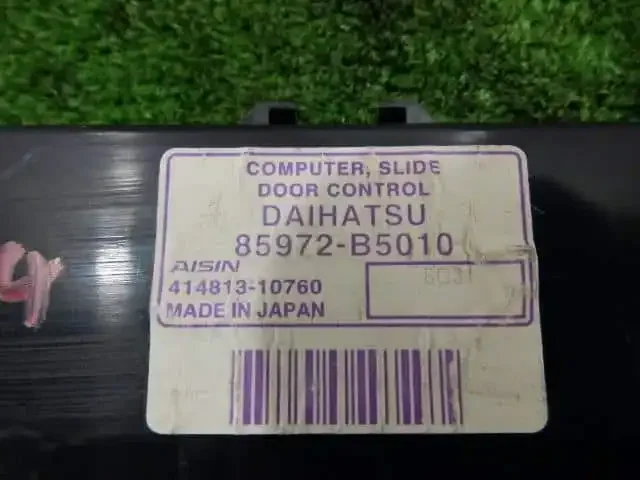 COMPUTER, SLIDE
DOOR CONTROL
DAIHATSU
85972-B5010
AISIN
414813-10760
MADE IN JAPAN